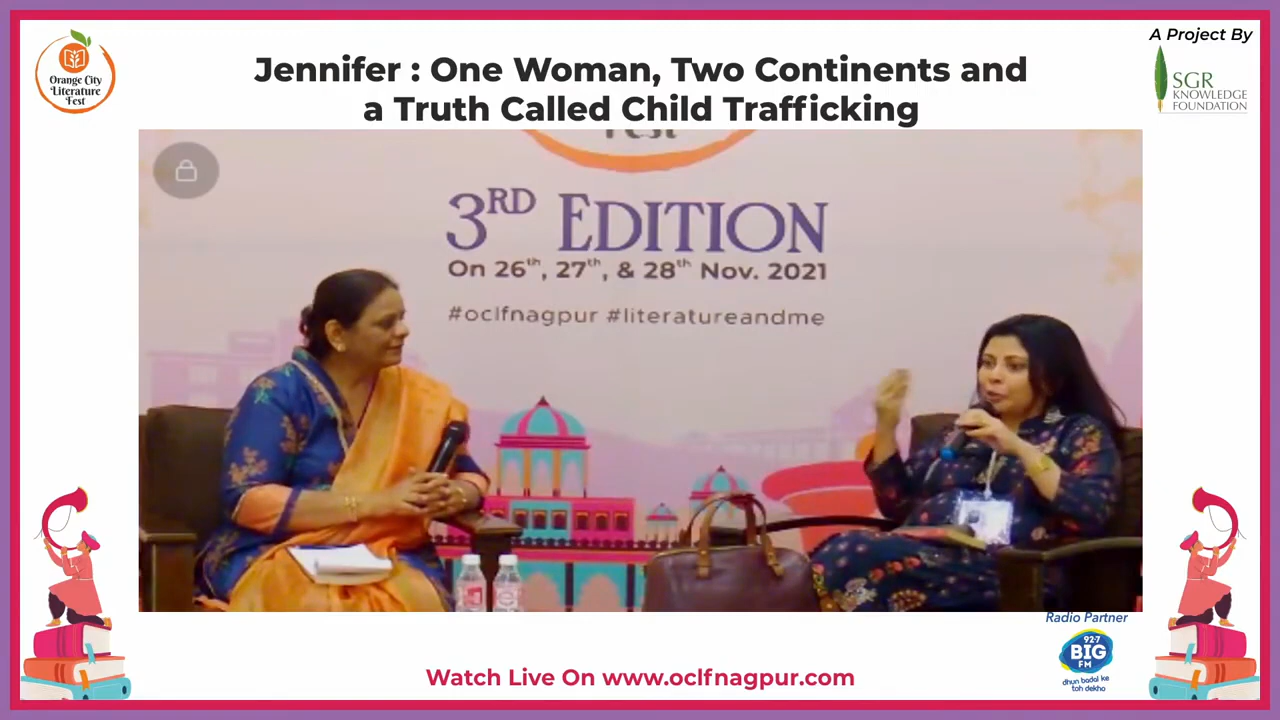 Orange City
Literature
Fest
Jennifer : One Woman, Two Continents and
a Truth Called Child Trafficking
A Project By
SGR
KNOWLEDGE
FOUNDATION
Fest
3RD EDITION
On 26th, 27th, & 28th Nov. 2021
#oclfnagpur #literatureandme
Radio Partner
92.7
BIG
FM
dhun badal ke
toh dekho
Watch Live On www.oclfnagpur.com